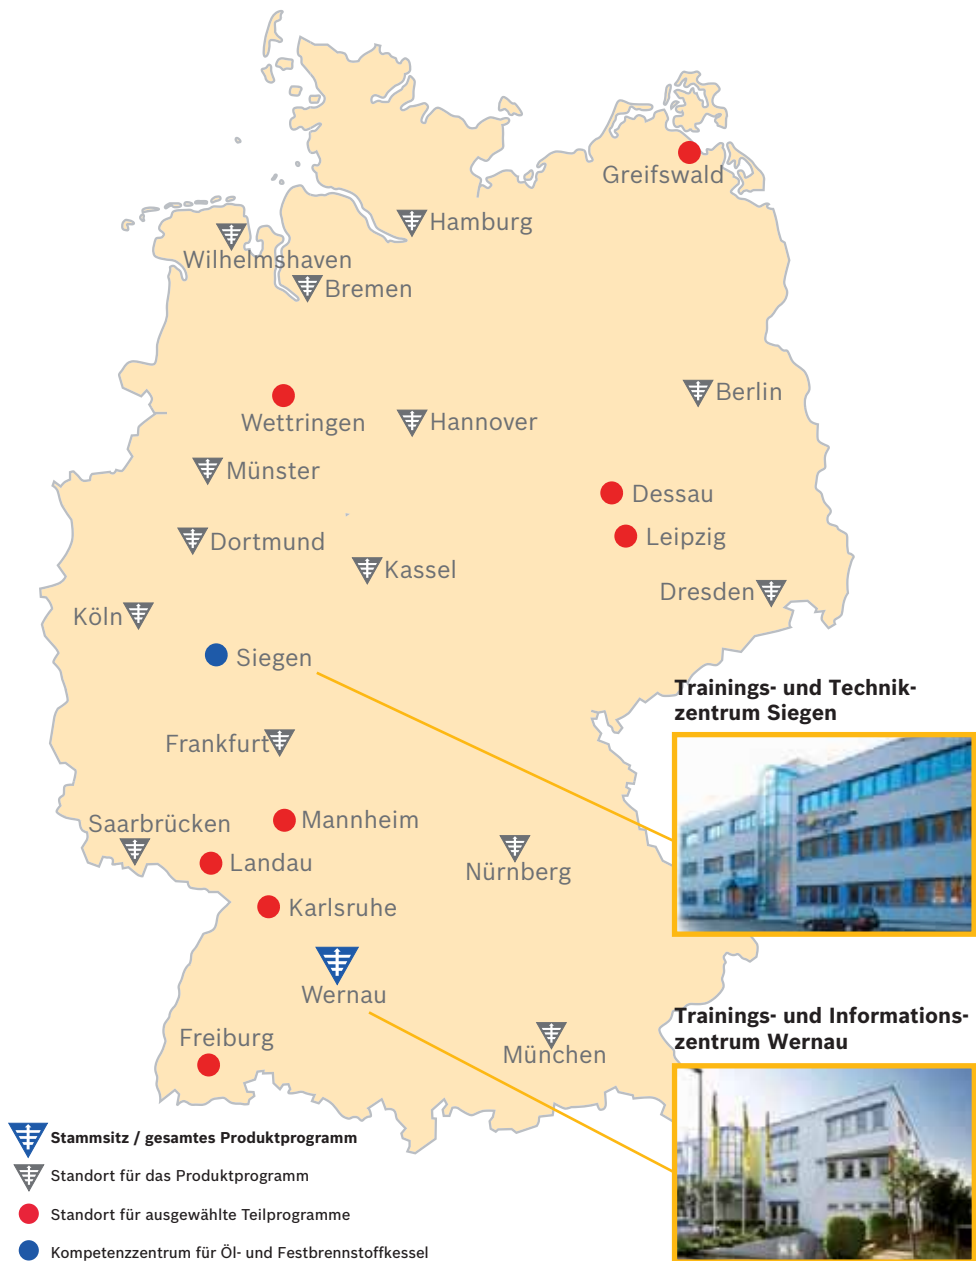 Greifswald
Hamburg
Wilhelmshaven
Bremen
Berlin
Wettringen
Hannover
Münster
Dessau
Dortmund
Leipzig
Kassel
Dresden
Köln
Siegen
Trainings- und Technik-
zentrum Siegen
Frankfurt
Mannheim
Saarbrücken
Landau
Nürnberg
Karlsruhe
Wernau
Trainings- und Informations-
zentrum Wernau
Freiburg
München
Stammsitz / gesamtes Produktprogramm
Standort für das Produktprogramm
Standort für ausgewählte Teilprogramme
Kompetenzzentrum für Öl- und Festbrennstoffkessel